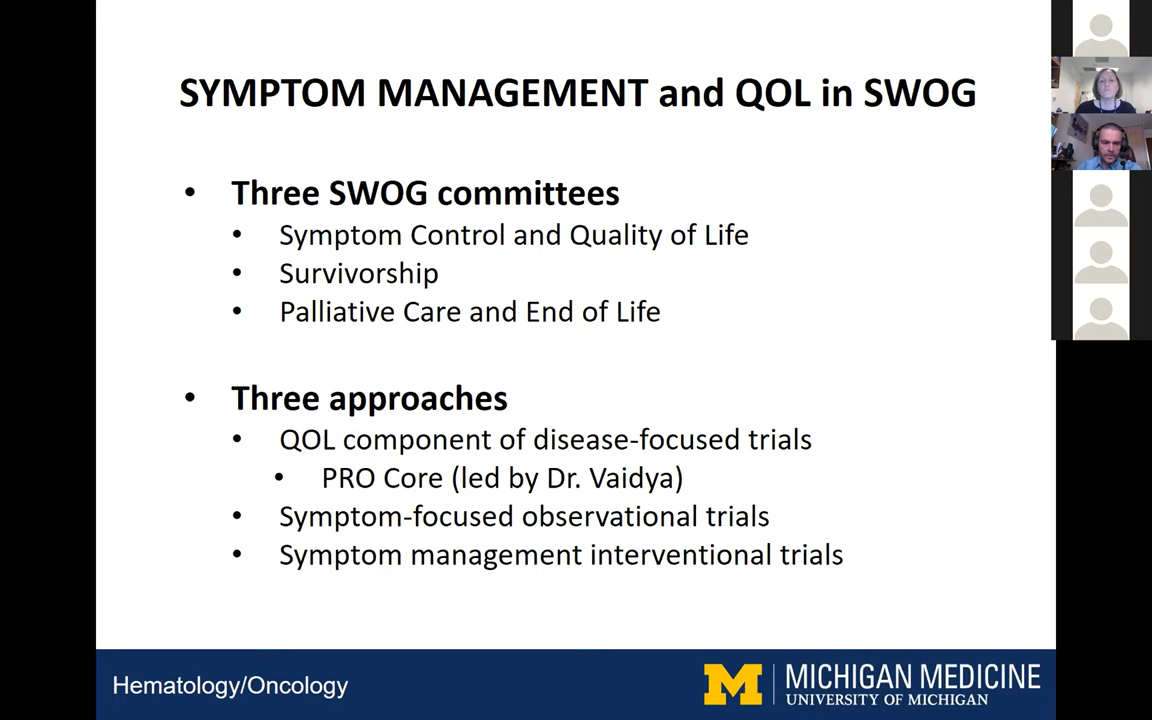 SYMPTOM MANAGEMENT and QOL in SWOG
• Three SWOG committees
• Symptom Control and Quality of Life
• Survivorship
• Palliative Care and End of Life
• Three approaches
• QOL component of disease-focused trials
• PRO Core (led by Dr. Vaidya)
• Symptom-focused observational trials
• Symptom management interventional trials
Hematology/Oncology
M MICHIGAN MEDICINE
UNIVERSITY OF MICHIGAN